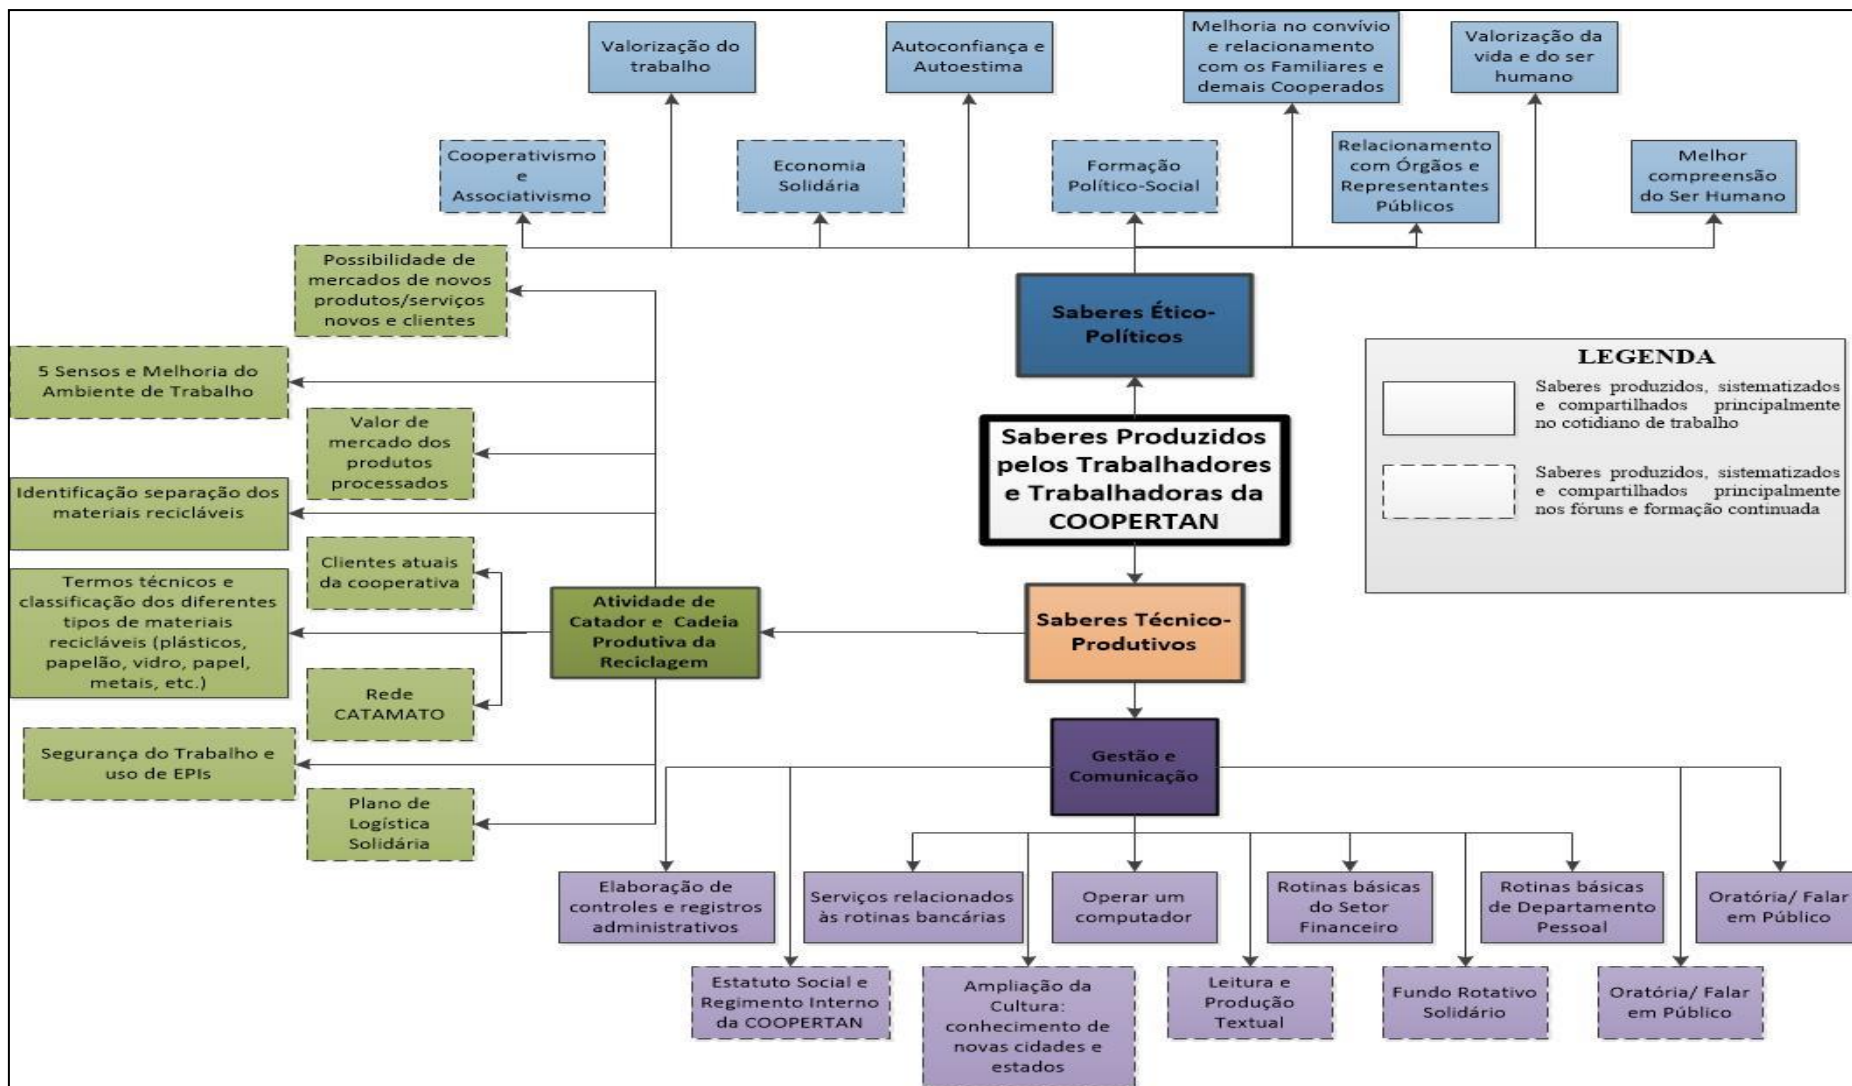 Valorização do
trabalho
Autoconfiança e
Autoestima
Melhoria no convívio
e relacionamento
com os Familiares e
demais Cooperados
Valorização da
vida e do ser
humano
Cooperativismo
e
Associativismo
Economia
Solidária
Formação
Político-Social
Relacionamento
com Órgãos e
Representantes
Públicos
Melhor
compreensão
do Ser Humano
Possibilidade de
mercados de novos
produtos/serviços
novos e clientes
Saberes Ético-
Políticos
5 Sensos e Melhoria do
Ambiente de Trabalho
Valor de
mercado dos
produtos
processados
Identificação separação dos
materiais recicláveis
Clientes atuais
da cooperativa
Termos técnicos e
classificação dos diferentes
tipos de materiais
recicláveis (plásticos,
papelão, vidro, papel,
metais, etc.)
Rede
CATAMATO
Segurança do Trabalho e
uso de EPIs
Plano de
Logística
Solidária
Atividade de
Catador e Cadeia
Produtiva da
Reciclagem
Saberes Produzidos
pelos Trabalhadores
e Trabalhadoras da
COOPERTAN
Saberes Técnico-
Produtivos
LEGENDA
Saberes produzidos, sistematizados
e compartilhados principalmente
no cotidiano de trabalho
Saberes produzidos, sistematizados
e compartilhados principalmente
nos fóruns e formação continuada
Gestão e
Comunicação
Elaboração de
controles e registros
administrativos
Serviços relacionados
às rotinas bancárias
Operar um
computador
Rotinas básicas
do Setor
Financeiro
Rotinas básicas
de Departamento
Pessoal
Oratória/ Falar
em Público
Estatuto Social e
Regimento Interno
da COOPERTAN
Ampliação da
Cultura:
conhecimento de
novas cidades e
estados
Leitura e
Produção
Textual
Fundo Rotativo
Solidário
Oratória/ Falar
em Público